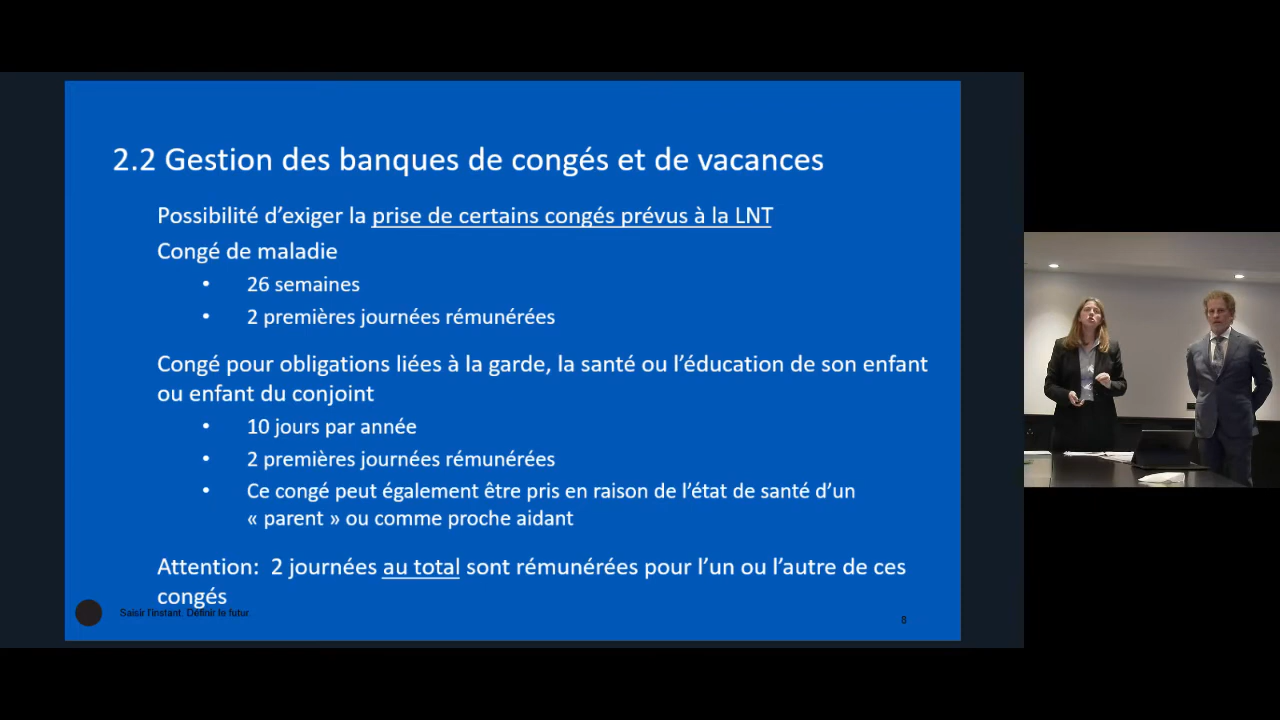 2.2 Gestion des banques de congés et de vacances
Possibilité d’exiger la prise de certains congés prévus à la LNT
Congé de maladie
• 26 semaines
• 2 premières journées rémunérées
Congé pour obligations liées à la garde, la santé ou l’éducation de son enfant
ou enfant du conjoint
• 10 jours par année
• 2 premières journées rémunérées
• Ce congé peut également être pris en raison de l’état de santé d’un
« parent » ou comme proche aidant
Attention: 2 journées au total sont rémunérées pour l’un ou l’autre de ces
congés
Saisir l'instant. Définir le futur.
8